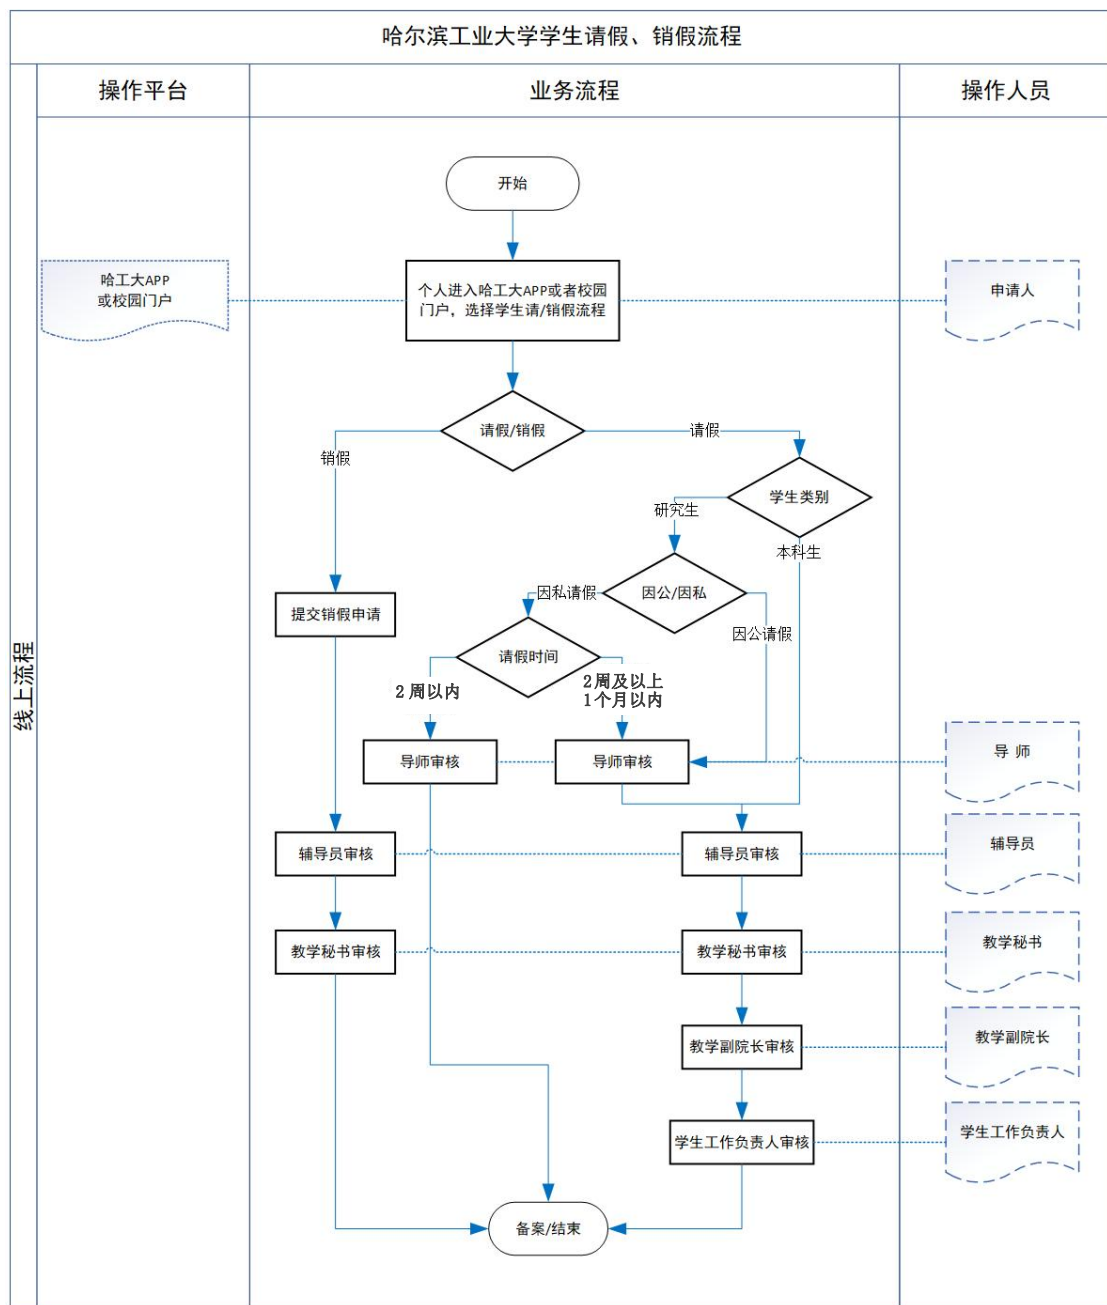 哈尔滨工业大学学生请假、销假流程
操作平台
业务流程
操作人员
线上流程
开始
哈工大APP
或校园门户
个人进入哈工大APP或者校园
门户，选择学生请/销假流程
申请人
请假/销假
请假
销假
学生类别
研究生
本科生
因公/因私
因私请假
因公请假
提交销假申请
请假时间
2 周以内
2周及以上
1个月以内
导师审核
导师审核
导 师
辅导员审核
辅导员审核
辅导员
教学秘书审核
教学秘书审核
教学秘书
教学副院长审核
教学副院长
学生工作负责人审核
学生工作负责人
备案/结束